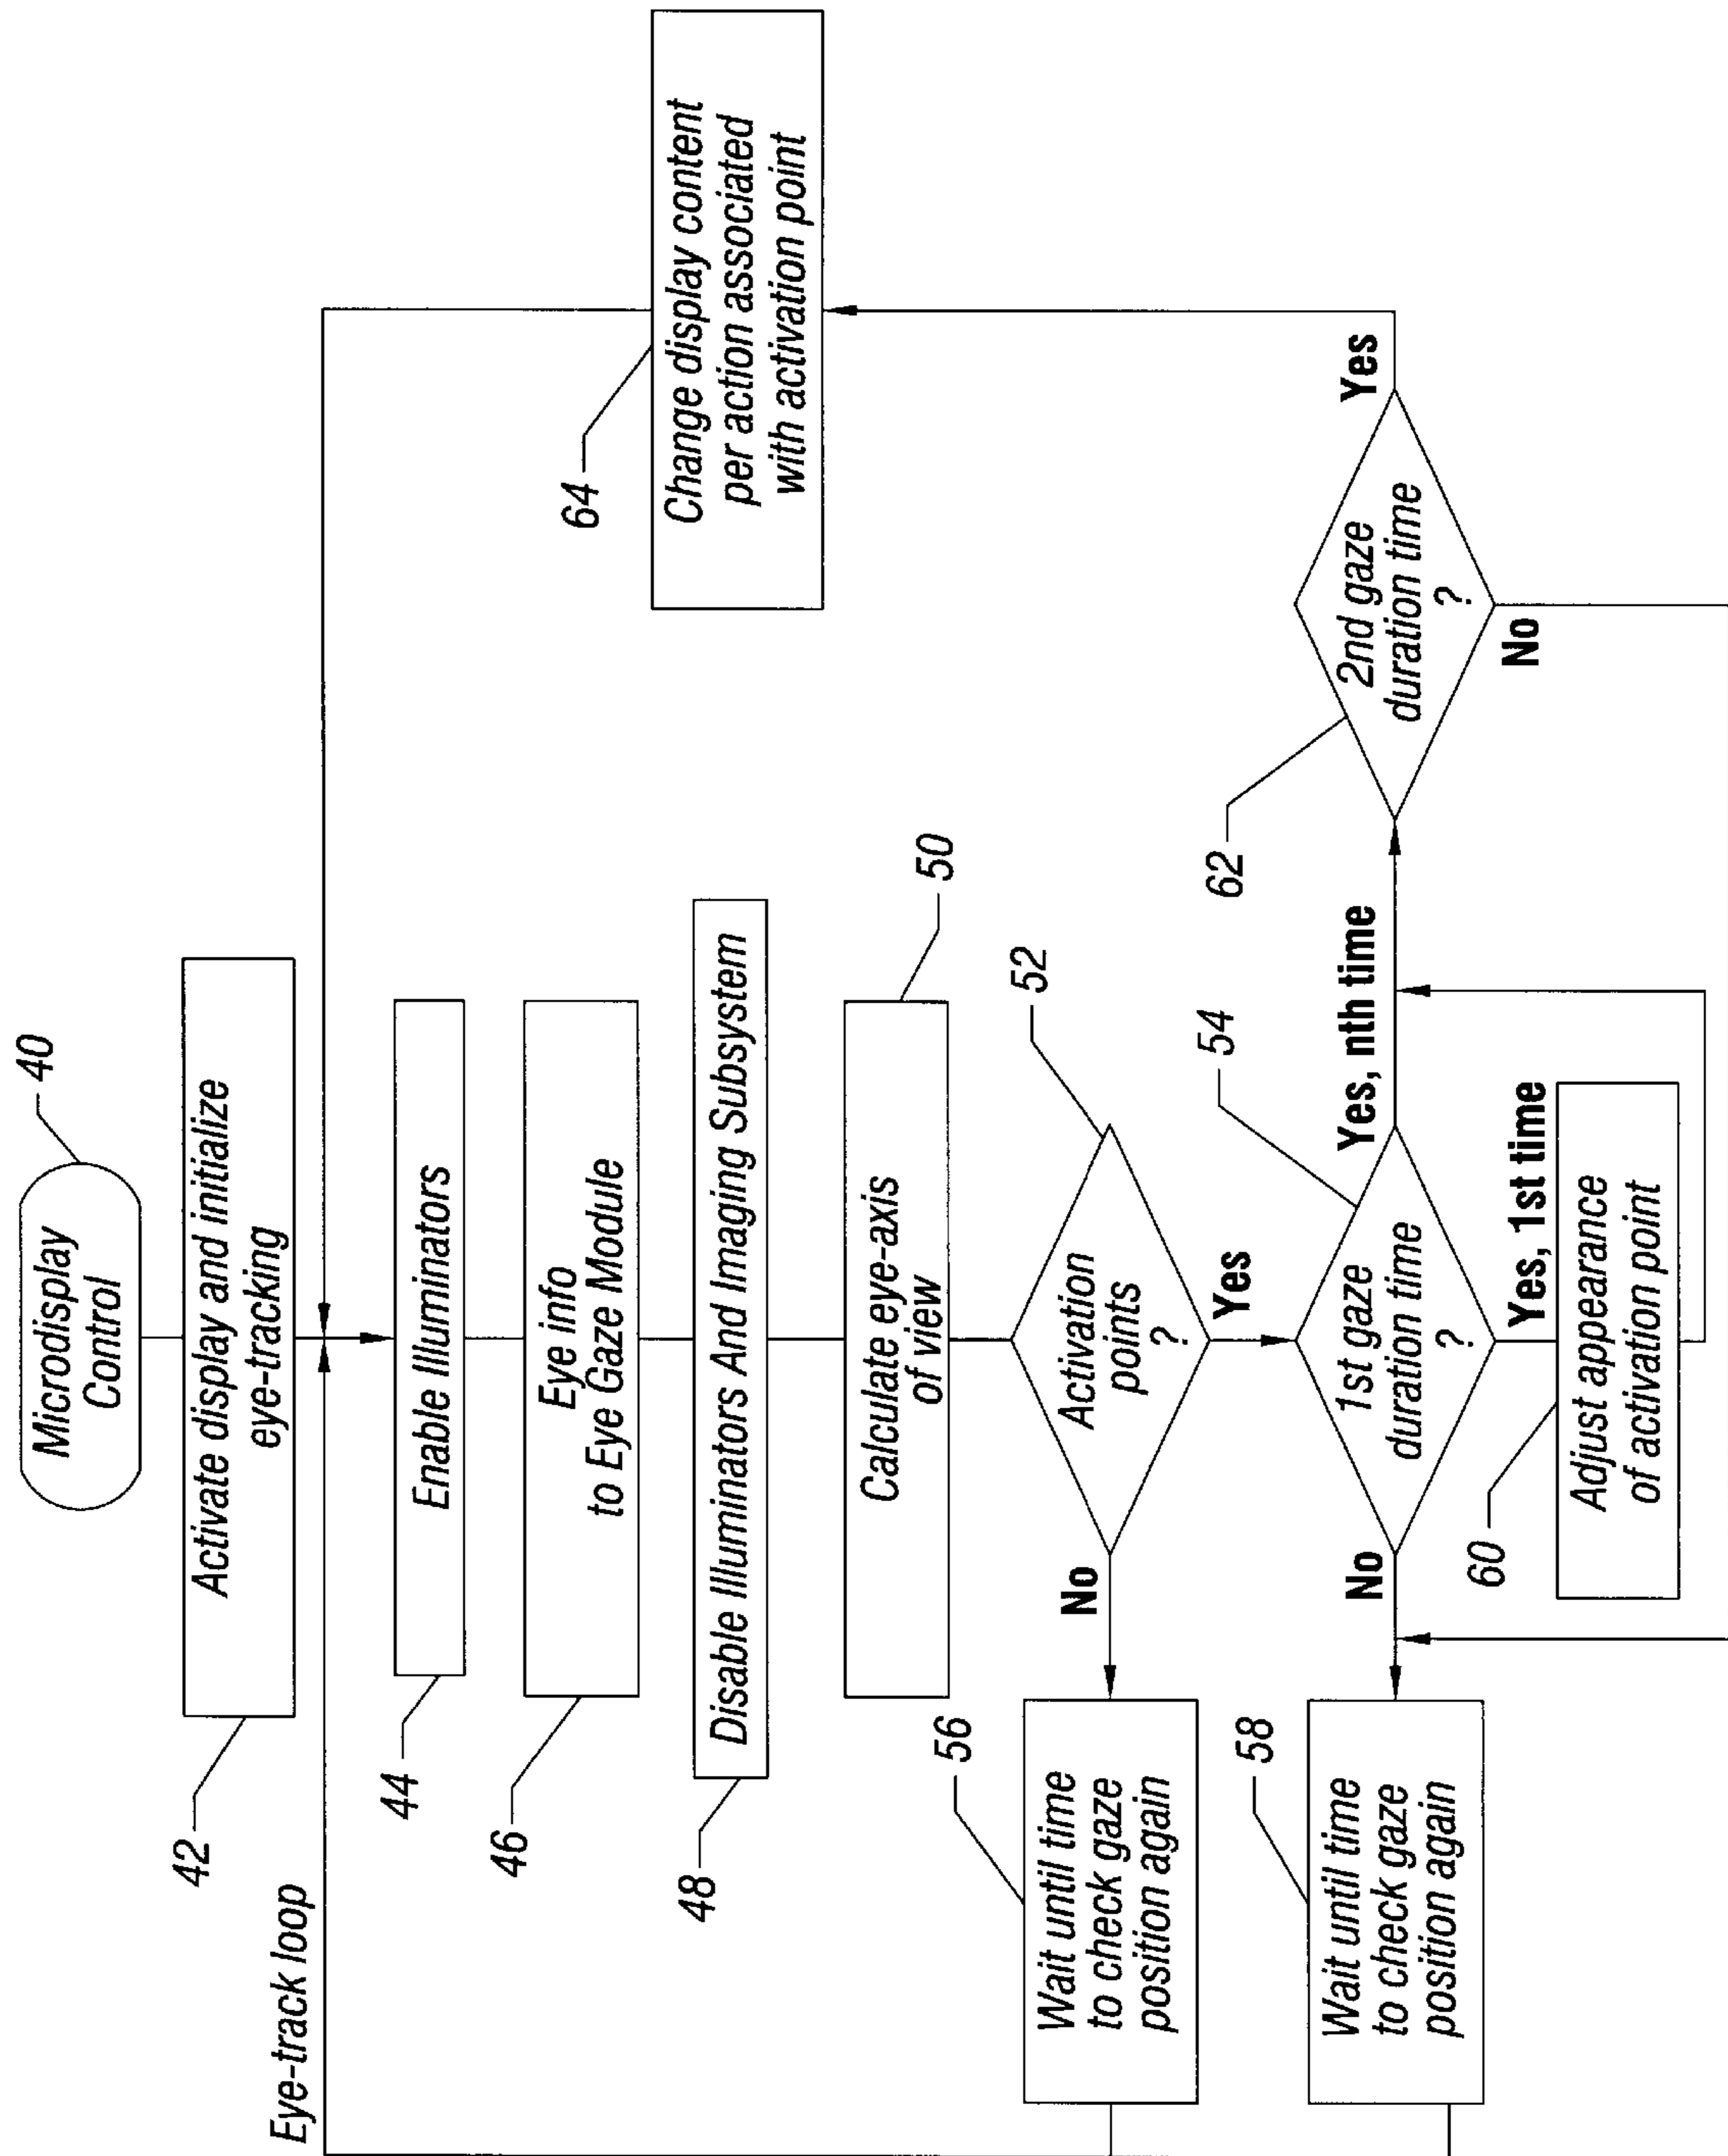 Microdisplay
Control
40
Activate display and initialize
eye-tracking
42
Eye-track loop
Enable Illuminators
44
Eye info
to Eye Gaze Module
46
Disable Illuminators And Imaging Subsystem
48
Calculate eye-axis
of view
50
Activation
points
?
52
No
Yes
Wait until time
to check gaze
position again
56
1st gaze
duration time
?
54
No
Yes, nth time
Yes, 1st time
Wait until time
to check gaze
position again
58
Adjust appearance
of activation point
60
2nd gaze
duration time
?
62
Yes
No
Change display content
per action associated
with activation point
64